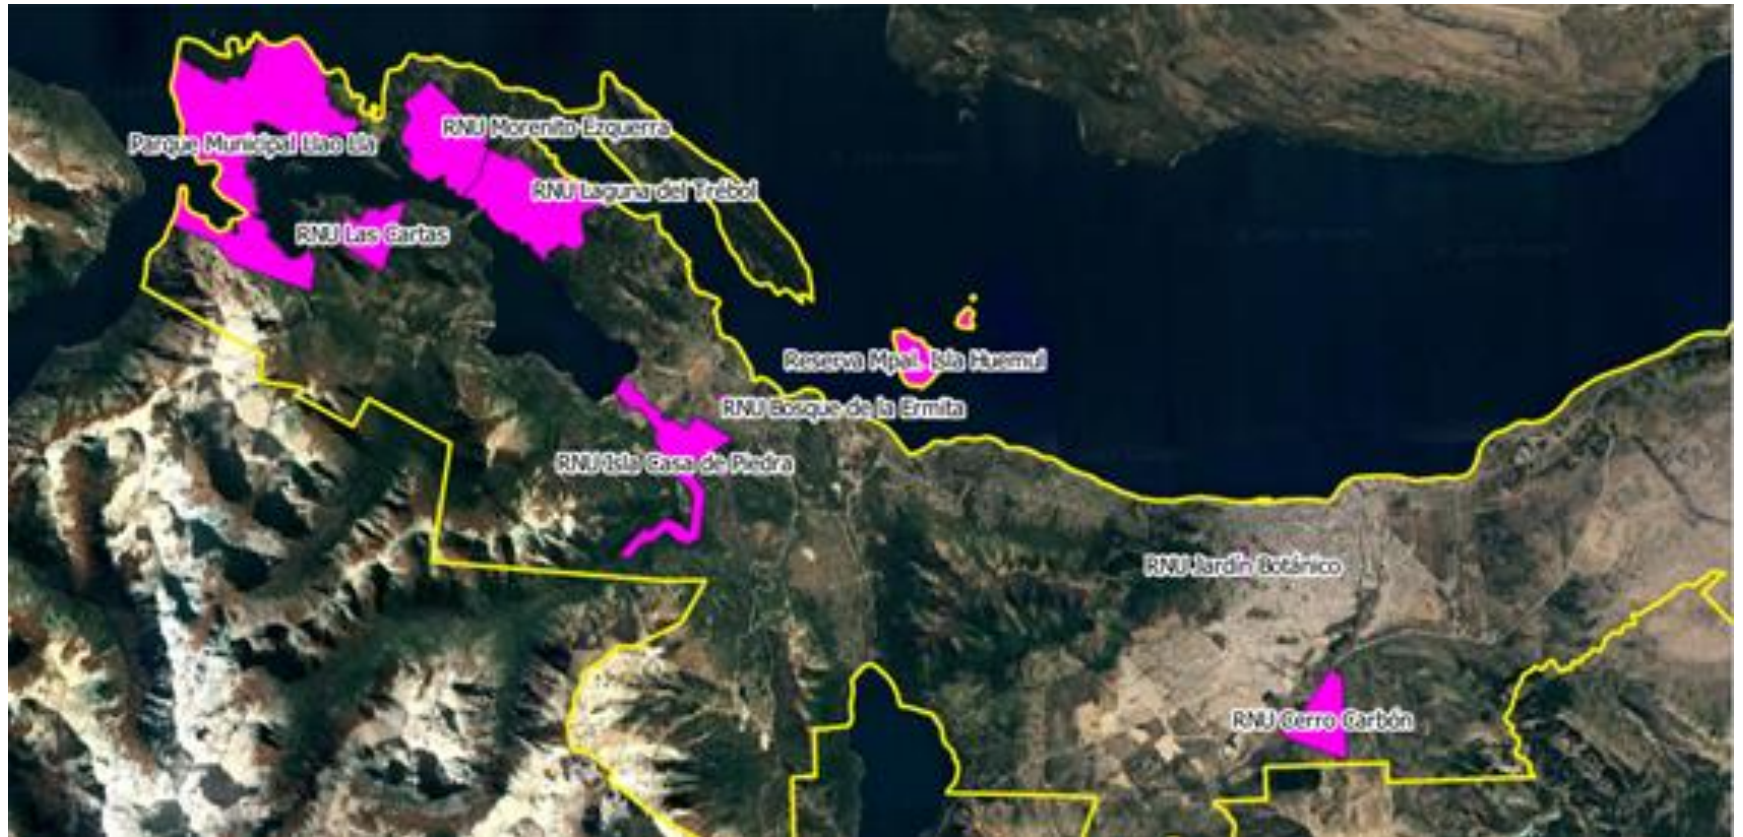 RNU Morenito Ezquerra
Parque Municipal Llao Lla
RNU Laguna del Trébol
RNU Las Cartas
Reserva Mpal. Isla Huemul
RNU Bosque de la Ermita
RNU Isla Casa de Piedra
RNU Jardín Botánico
RNU Cerro Carbón